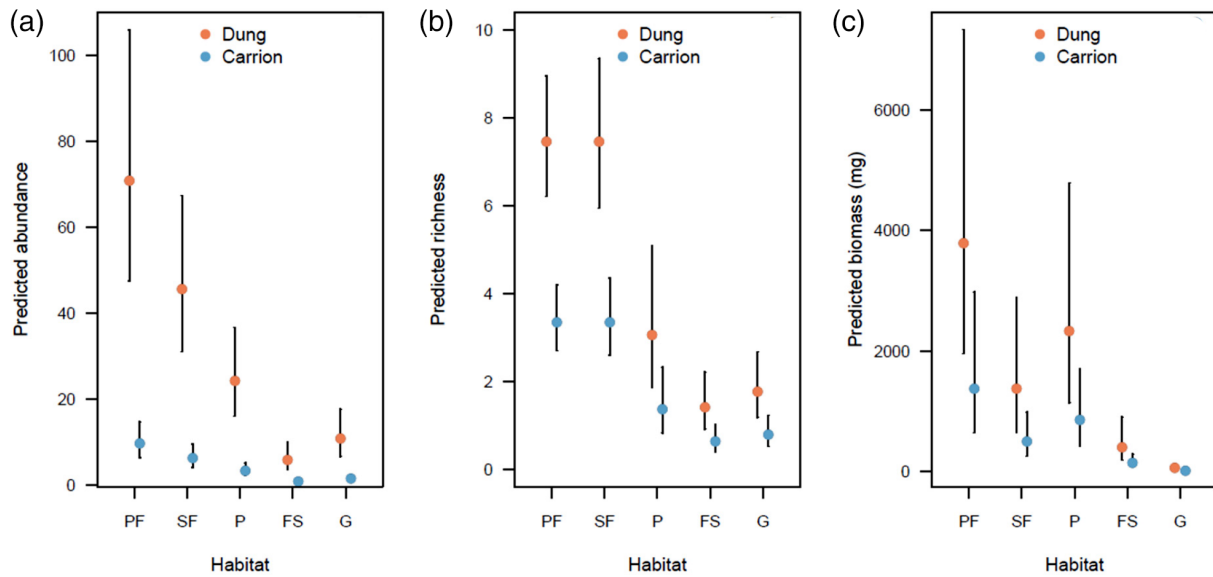 (a)
Dung
Carrion
Predicted abundance
100
80
60
40
20
0
PF SF P FS G
Habitat
(b)
Dung
Carrion
Predicted richness
10
8
6
4
2
0
PF SF P FS G
Habitat
(c)
Dung
Carrion
Predicted biomass (mg)
6000
4000
2000
0
PF SF P FS G
Habitat